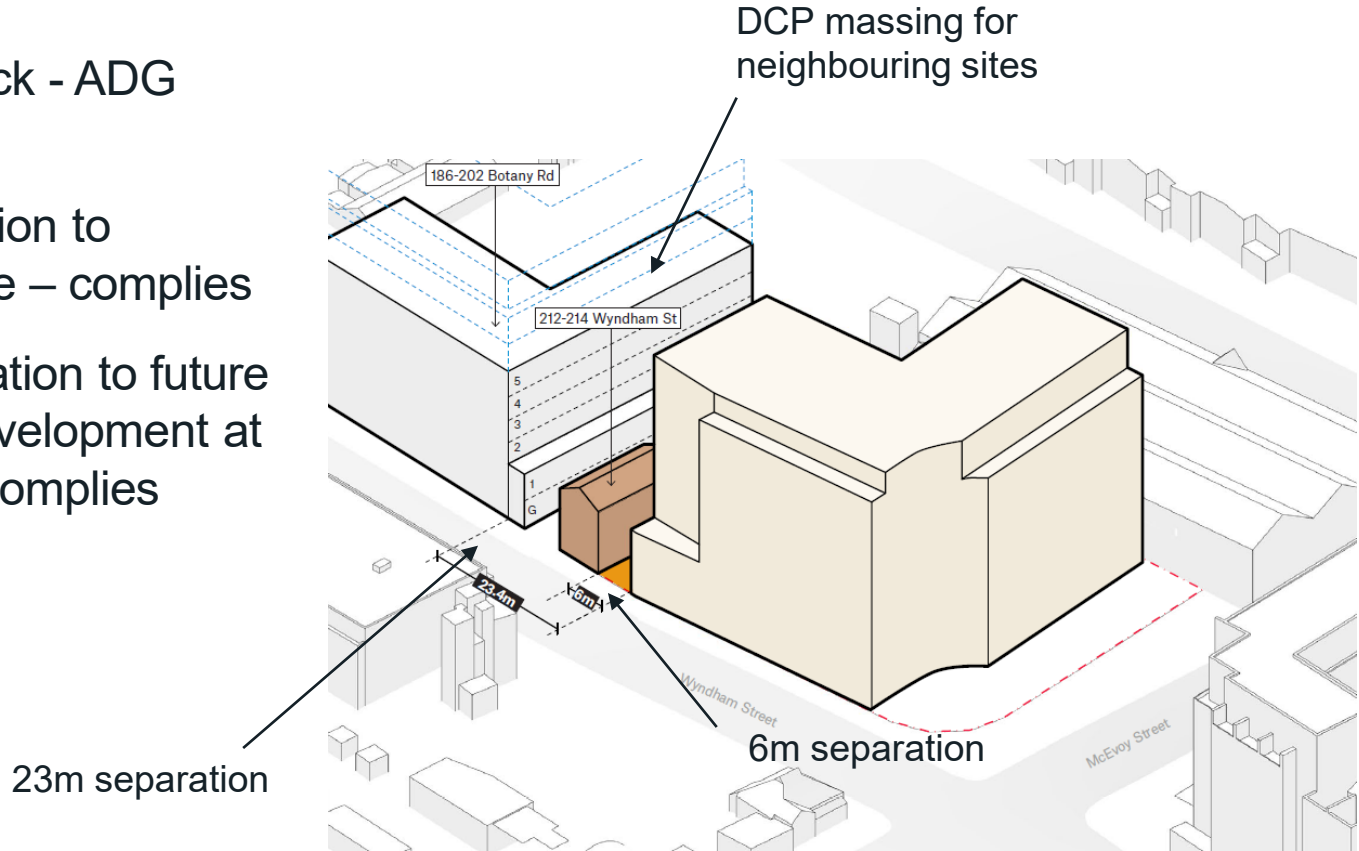 DCP massing for
neighbouring sites
ck - ADG
ion to
e – complies
ation to future
velopment at
omplies
186-202 Botany Rd
212-214 Wyndham St
5
4
3
2
1
G
23.4m
6m
Wyndham Street
McEvoy Street
6m separation
23m separation